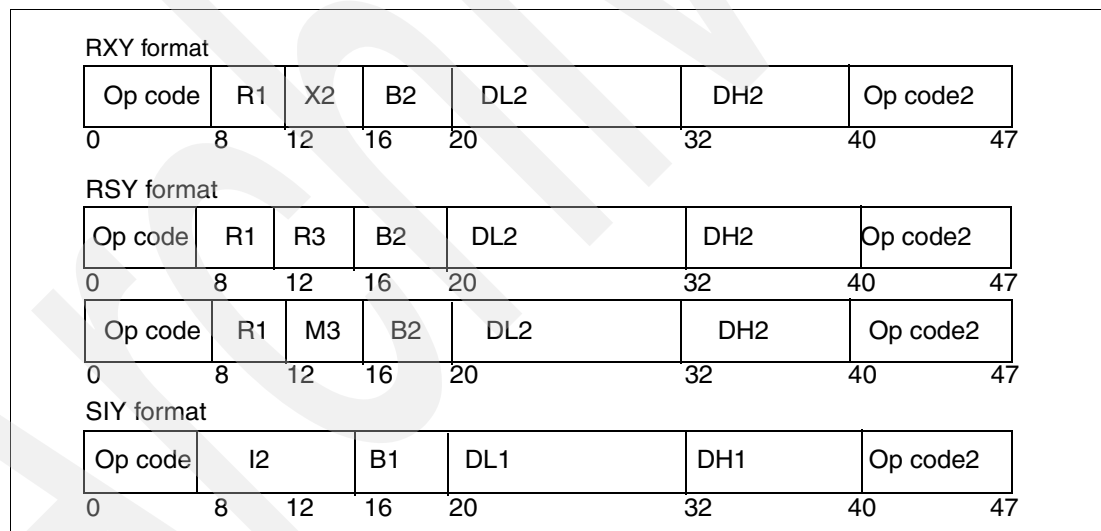 RXY format
Op code R1 X2 B2 DL2 DH2 Op code2
0 8 12 16 20 32 40 47
RSY format
Op code R1 R3 B2 DL2 DH2 Op code2
0 8 12 16 20 32 40 47
Op code R1 M3 B2 DL2 DH2 Op code2
0 8 12 16 20 32 40 47
SIY format
Op code I2 B1 DL1 DH1 Op code2
0 8 12 16 20 32 40 47